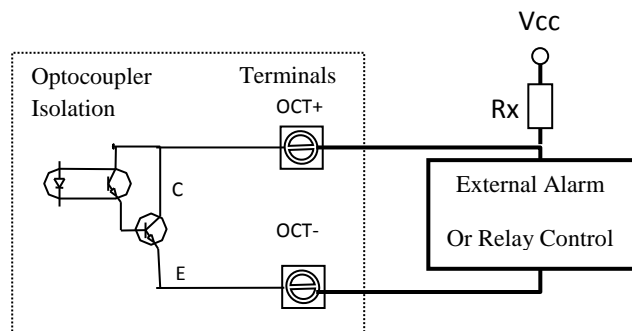 Vcc
Optocoupler
Isolation
Terminals
OCT+
Rx
C
External Alarm
Or Relay Control
OCT-
E